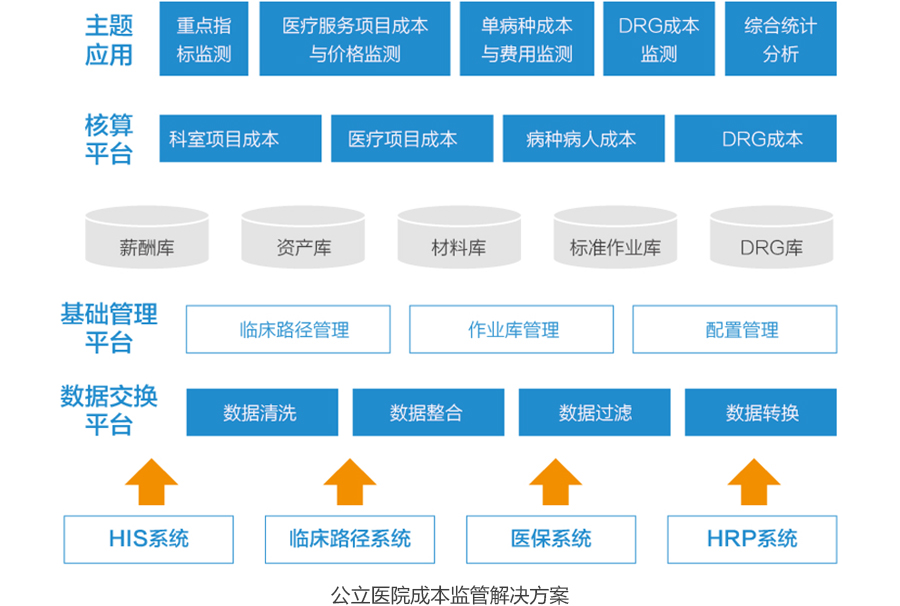 主题
应用
重点指
标监测
医疗服务项目成本
与价格监测
单病种成本
与费用监测
DRG成本
监测
综合统计
分析
核算
平台
科室项目成本
医疗项目成本
病种病人成本
DRG成本
薪酬库
资产库
材料库
标准作业库
DRG库
基础管理
平台
临床路径管理
作业库管理
配置管理
数据交换
平台
数据清洗
数据整合
数据过滤
数据转换
HIS系统
临床路径系统
医保系统
HRP系统
公立医院成本监管解决方案